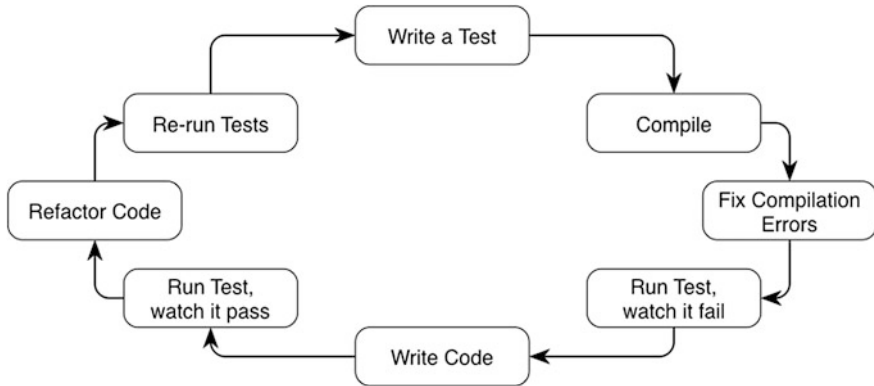 Write a Test
Re-run Tests
Compile
Refactor Code
Fix Compilation
Errors
Run Test,
watch it pass
Run Test,
watch it fail
Write Code